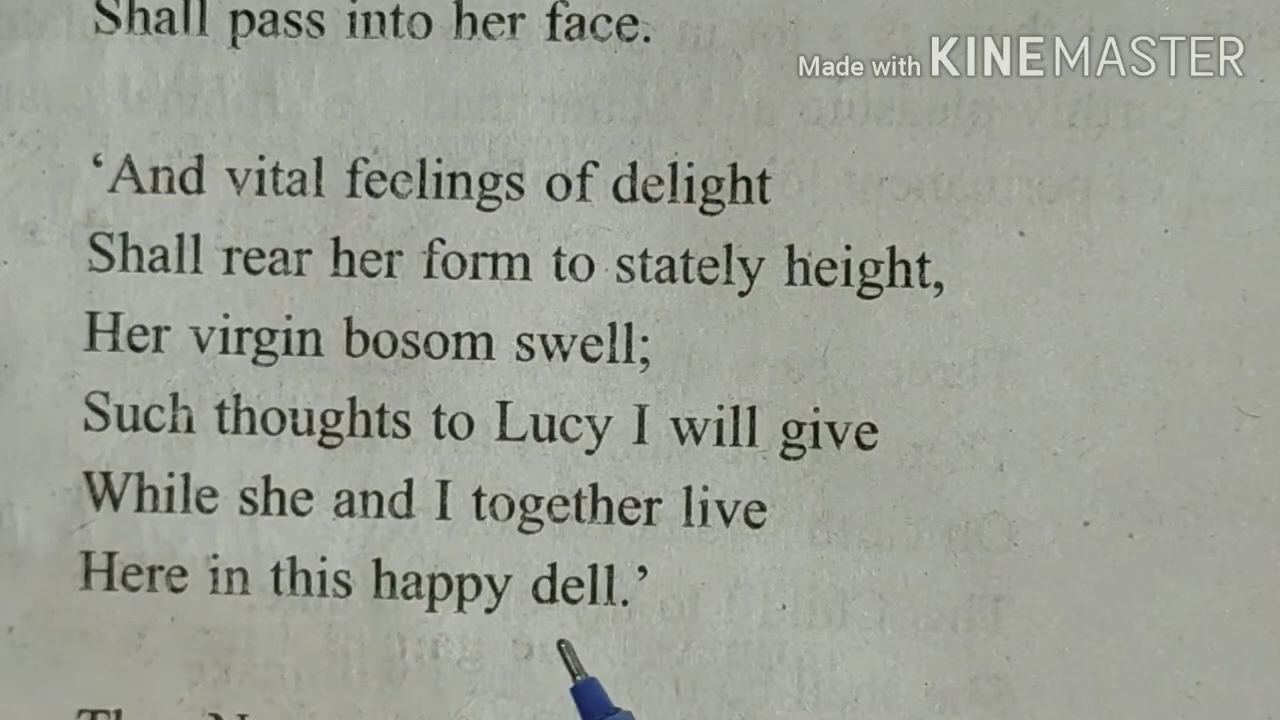 Shall pass into her face.
Made with KINEMASTER
‘And vital feelings of delight
Shall rear her form to stately height,
Her virgin bosom swell;
Such thoughts to Lucy I will give
While she and I together live
Here in this happy dell.’